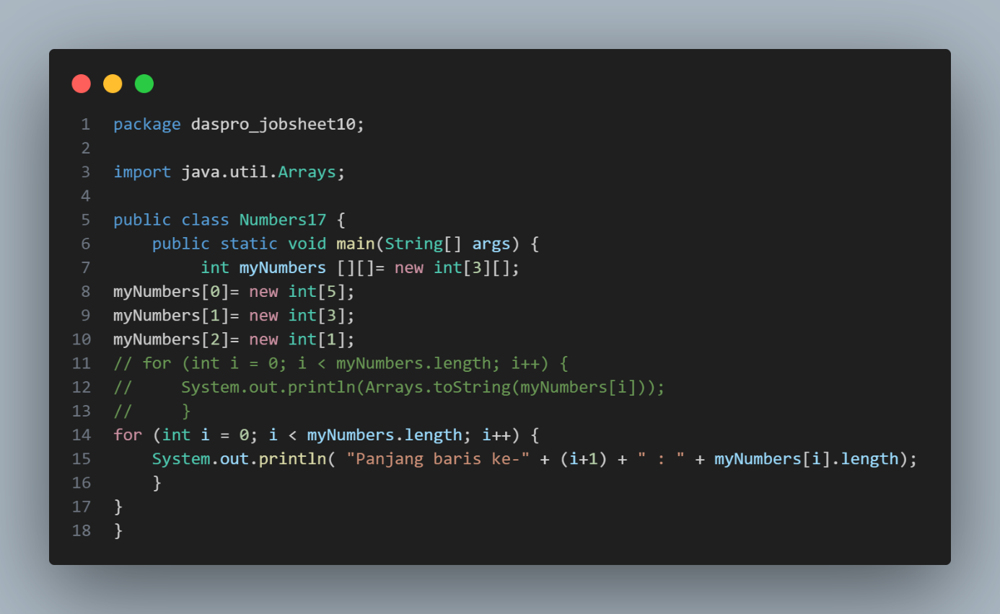 1 package daspro_jobsheet10;
2
3 import java.util.Arrays;
4
5 public class Numbers17 {
6     public static void main(String[] args) {
7          int myNumbers [][]= new int[3][];
8 myNumbers[0]= new int[5];
9 myNumbers[1]= new int[3];
10 myNumbers[2]= new int[1];
11 // for (int i = 0; i < myNumbers.length; i++) {
12 //     System.out.println(Arrays.toString(myNumbers[i]));
13 //     }
14 for (int i = 0; i < myNumbers.length; i++) {
15     System.out.println( "Panjang baris ke-" + (i+1) + " : " + myNumbers[i].length);
16     }
17 }
18 }